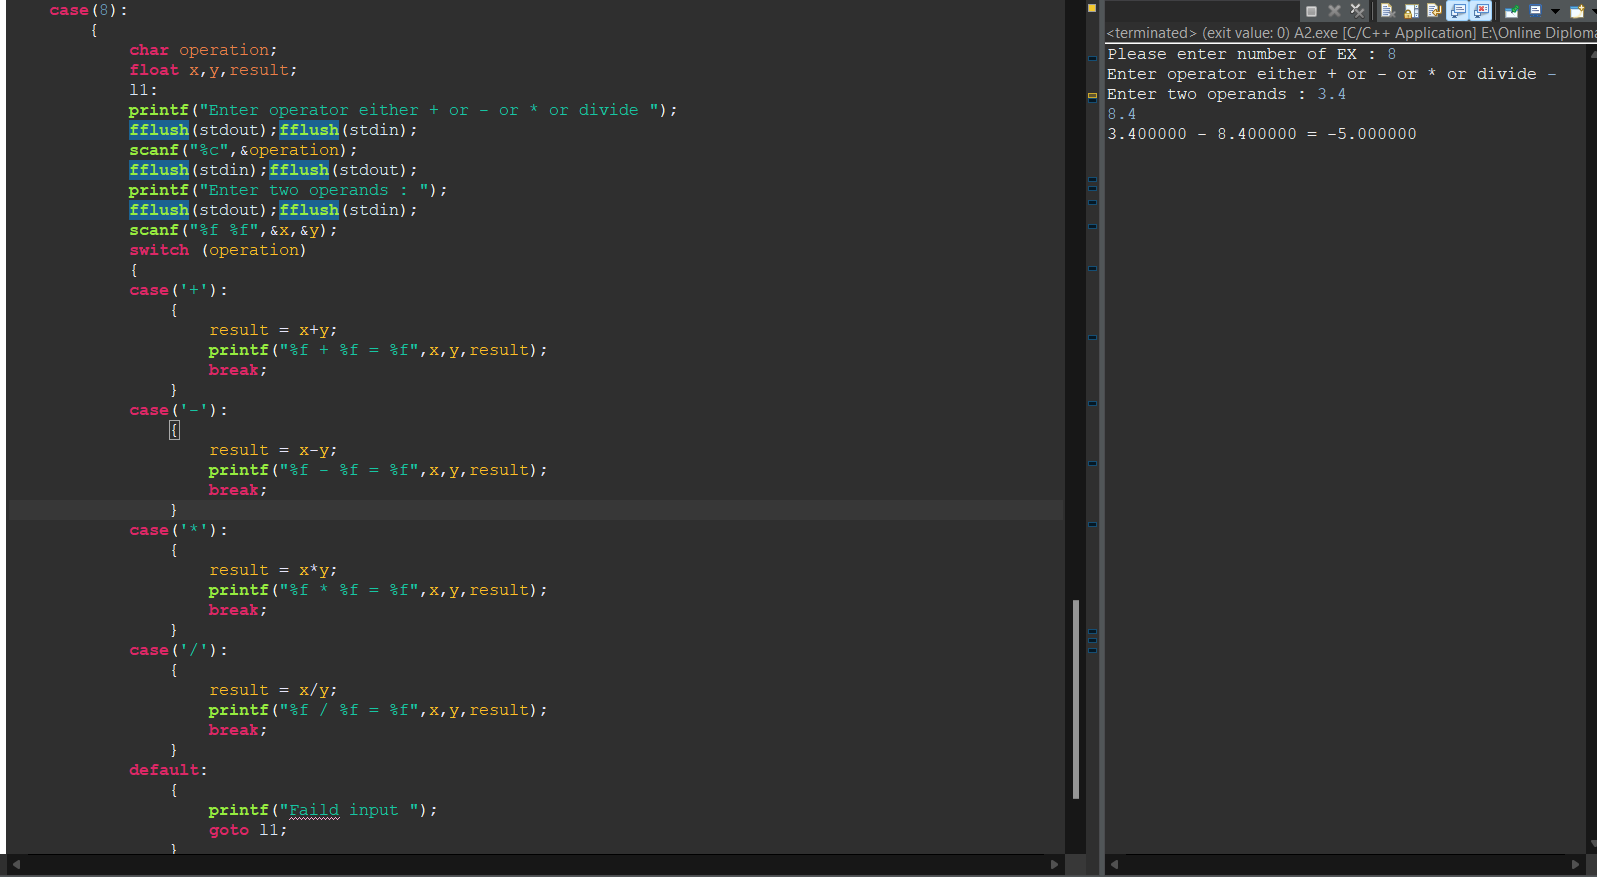 case(8):
{
char operation;
float x,y,result;
l1:
printf("Enter operator either + or - or * or divide ");
fflush(stdout);fflush(stdin);
scanf("%c",&operation);
fflush(stdin);fflush(stdout);
printf("Enter two operands : ");
fflush(stdout);fflush(stdin);
scanf("%f %f",&x,&y);
switch (operation)
{
case('+'):
{
result = x+y;
printf("%f + %f = %f",x,y,result);
break;
}
case('-'):
{
result = x-y;
printf("%f - %f = %f",x,y,result);
break;
}
case('*'):
{
result = x*y;
printf("%f * %f = %f",x,y,result);
break;
}
case('/'):
{
result = x/y;
printf("%f / %f = %f",x,y,result);
break;
}
default:
{
printf("Faild input ");
goto l1;
}
<terminated> (exit value: 0) A2.exe [C/C++ Application] E:\Online Diploma
Please enter number of EX : 8
Enter operator either + or - or * or divide -
Enter two operands : 3.4
8.4
3.400000 - 8.400000 = -5.000000